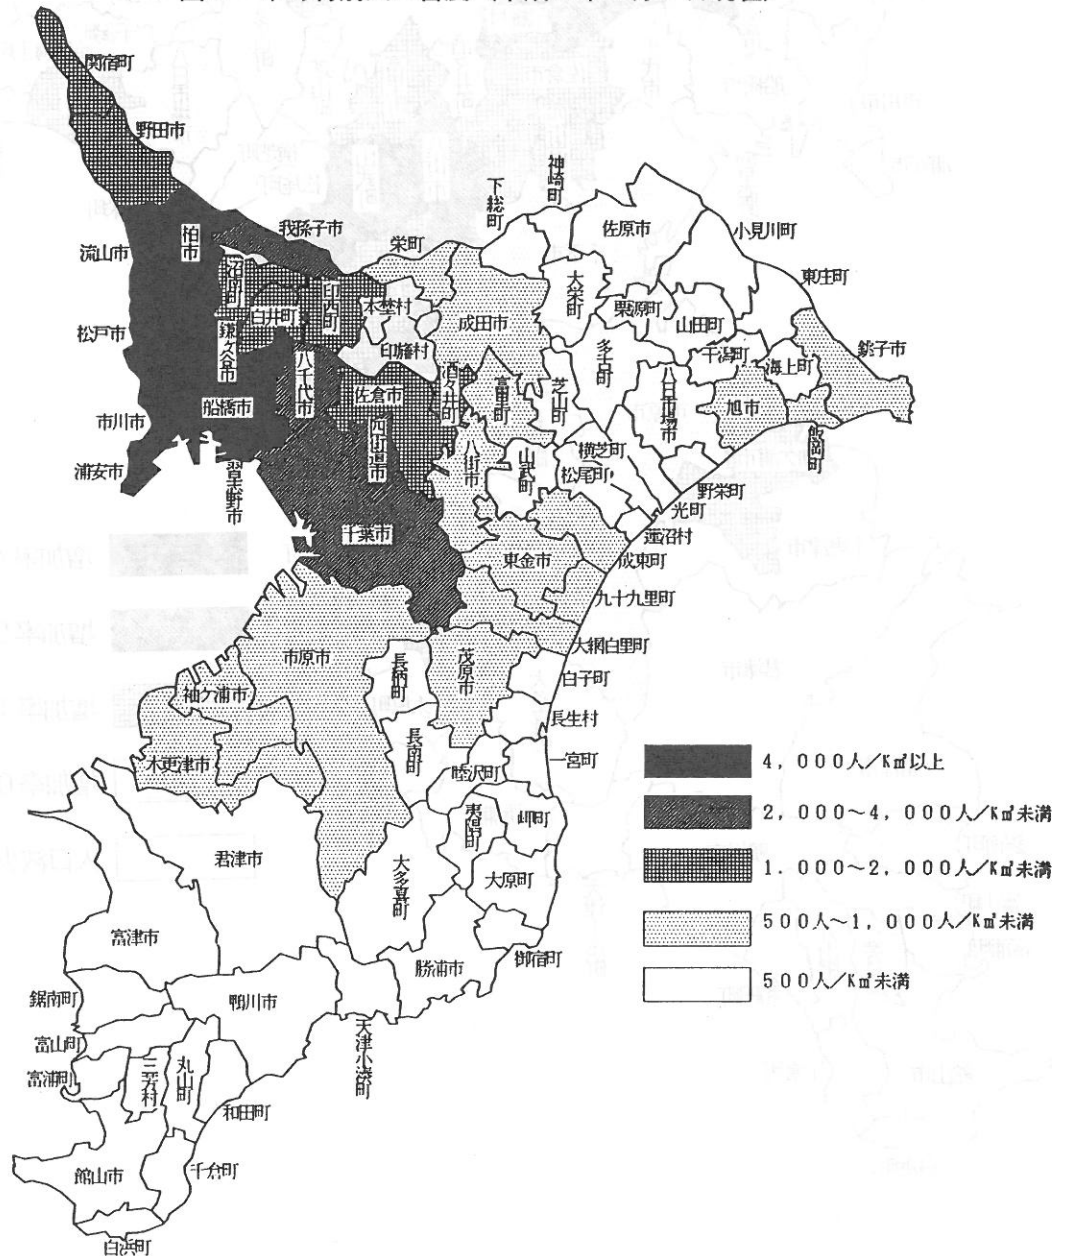 関宿町
野田市
流山市
柏市
我孫子市
栄町
下総町
神崎町
佐原市
小見川町
東庄町
沼南町
白井町
印西町
本埜村
成田市
大栄町
栗源町
山田町
松戸市
鎌ヶ谷市
八千代市
印旛村
酒々井町
富里町
芝山町
多古町
八日市場市
干潟町
海上町
銚子市
旭市
飯岡町
市川市
船橋市
佐倉市
四街道市
八街市
山武町
横芝町
松尾町
野栄町
光町
蓮沼村
浦安市
習志野市
千葉市
東金市
成東町
九十九里町
大網白里町
市原市
袖ケ浦市
木更津市
長柄町
茂原市
白子町
長生村
長南町
睦沢町
一宮町
夷隅町
岬町
君津市
大多喜町
大原町
富津市
勝浦市
御宿町
鋸南町
鴨川市
天津小湊町
富山町
富浦町
三芳村
丸山町
和田町
館山市
千倉町
白浜町
4,000人/K㎡以上
2,000～4,000人/K㎡未満
1.000～2,000人/K㎡未満
500人～1,000人/K㎡未満
500人/K㎡未満